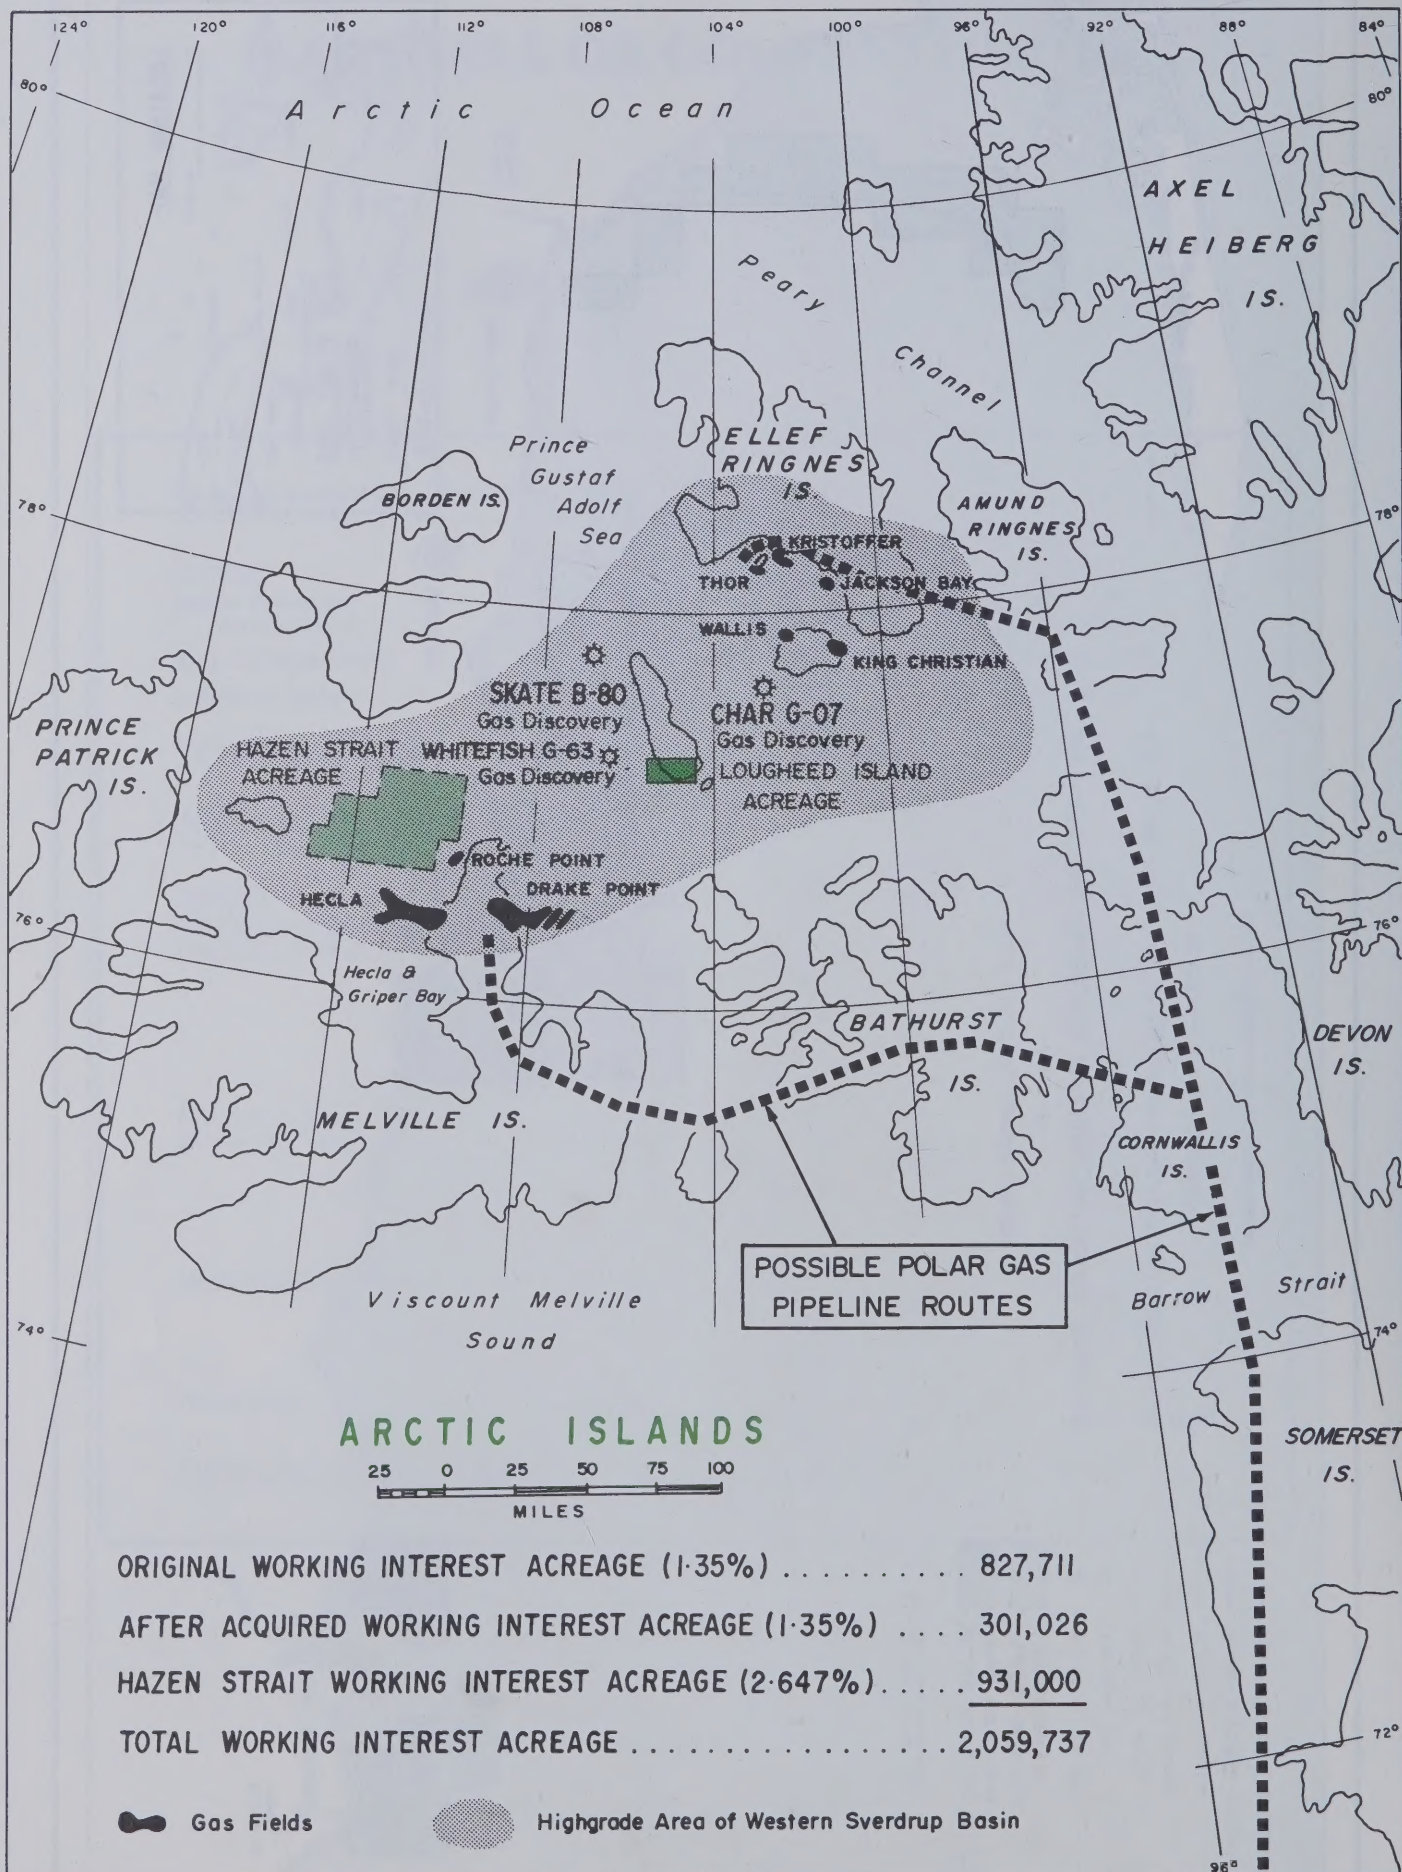 124° 120° 116° 112° 108° 104° 100° 96° 92° 88° 84°
80° 80°
Arctic Ocean
AXEL
HEIBERG
IS.
Peary
Channel
Prince
Gustaf
Adolf
Sea
ELLEF
RINGNES
IS.
BORDEN IS.
AMUND
RINGNES
IS.
78° 78°
KRISTOFFER
THOR
JACKSON BAY
WALLIS
KING CHRISTIAN
SKATE B-80
Gas Discovery
CHAR G-07
Gas Discovery
PRINCE
PATRICK
IS.
HAZEN STRAIT
ACREAGE
WHITEFISH G-63
Gas Discovery
LOUGHEED ISLAND
ACREAGE
ROCHE POINT
HECLA
DRAKE POINT
76° 76°
Hecla &
Griper Bay
BATHURST
IS.
DEVON
IS.
MELVILLE IS.
CORNWALLIS
IS.
POSSIBLE POLAR GAS
PIPELINE ROUTES
Viscount Melville
Sound
Barrow Strait
74° 74°
ARCTIC ISLANDS
25 0 25 50 75 100
MILES
SOMERSET
IS.
ORIGINAL WORKING INTEREST ACREAGE (1·35%) .......... 827,711
AFTER ACQUIRED WORKING INTEREST ACREAGE (1·35%) .... 301,026
HAZEN STRAIT WORKING INTEREST ACREAGE (2·647%)..... 931,000
TOTAL WORKING INTEREST ACREAGE ................. 2,059,737
72°
Gas Fields
Highgrade Area of Western Sverdrup Basin
96°